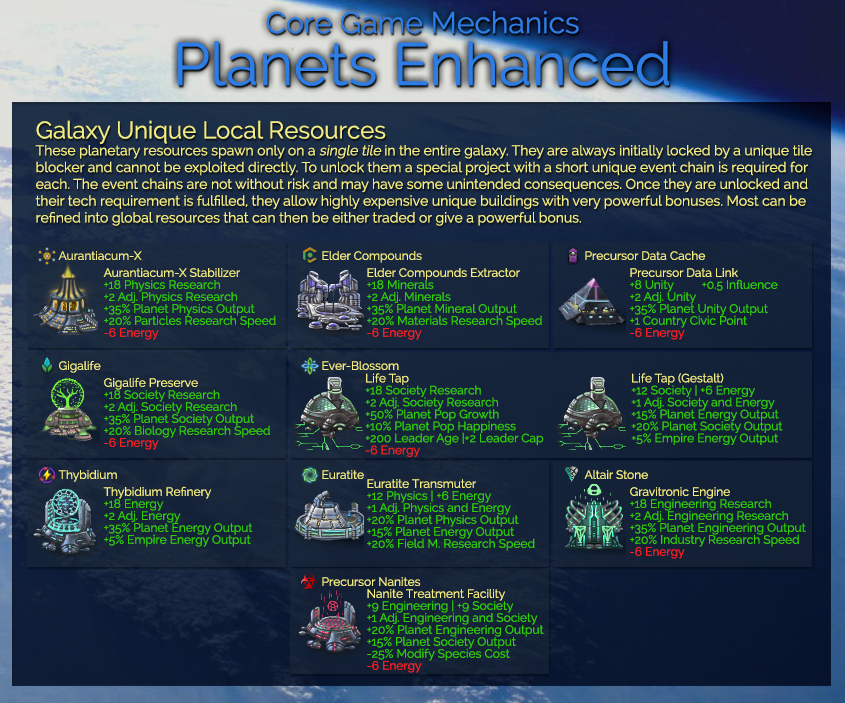 Core Game Mechanics
Planets Enhanced
Galaxy Unique Local Resources
These planetary resources spawn only on a single tile in the entire galaxy. They are always initially locked by a unique tile
blocker and cannot be exploited directly. To unlock them a special project with a short unique event chain is required for
each. The event chains are not without risk and may have some unintended consequences. Once they are unlocked and
their tech requirement is fulfilled, they allow highly expensive unique buildings with very powerful bonuses. Most can be
refined into global resources that can then be either traded or give a powerful bonus.
Aurantiacum-X
Aurantiacum-X Stabilizer
+18 Physics Research
+2 Adj. Physics Research
+35% Planet Physics Output
+20% Particles Research Speed
-6 Energy
Elder Compounds
Elder Compounds Extractor
+18 Minerals
+2 Adj. Minerals
+35% Planet Mineral Output
+20% Materials Research Speed
-6 Energy
Precursor Data Cache
Precursor Data Link
+8 Unity +0.5 Influence
+2 Adj. Unity
+35% Planet Unity Output
+1 Country Civic Point
-6 Energy
Gigalife
Gigalife Preserve
+18 Society Research
+2 Adj. Society Research
+35% Planet Society Output
+20% Biology Research Speed
-6 Energy
Ever-Blossom
Life Tap
+18 Society Research
+2 Adj. Society Research
+50% Planet Pop Growth
+10% Planet Pop Happiness
+200 Leader Age |+2 Leader Cap
-6 Energy
Life Tap (Gestalt)
+12 Society | +6 Energy
+1 Adj. Society and Energy
+15% Planet Energy Output
+20% Planet Society Output
+5% Empire Energy Output
Thybidium
Thybidium Refinery
+18 Energy
+2 Adj. Energy
+35% Planet Energy Output
+5% Empire Energy Output
Euratite
Euratite Transmuter
+12 Physics | +6 Energy
+1 Adj. Physics and Energy
+20% Planet Physics Output
+15% Planet Energy Output
+20% Field M. Research Speed
Altair Stone
Gravitronic Engine
+18 Engineering Research
+2 Adj. Engineering Research
+35% Planet Engineering Output
+20% Industry Research Speed
-6 Energy
Precursor Nanites
Nanite Treatment Facility
+9 Engineering | +9 Society
+1 Adj. Engineering and Society
+20% Planet Engineering Output
+15% Planet Society Output
-25% Modify Species Cost
-6 Energy